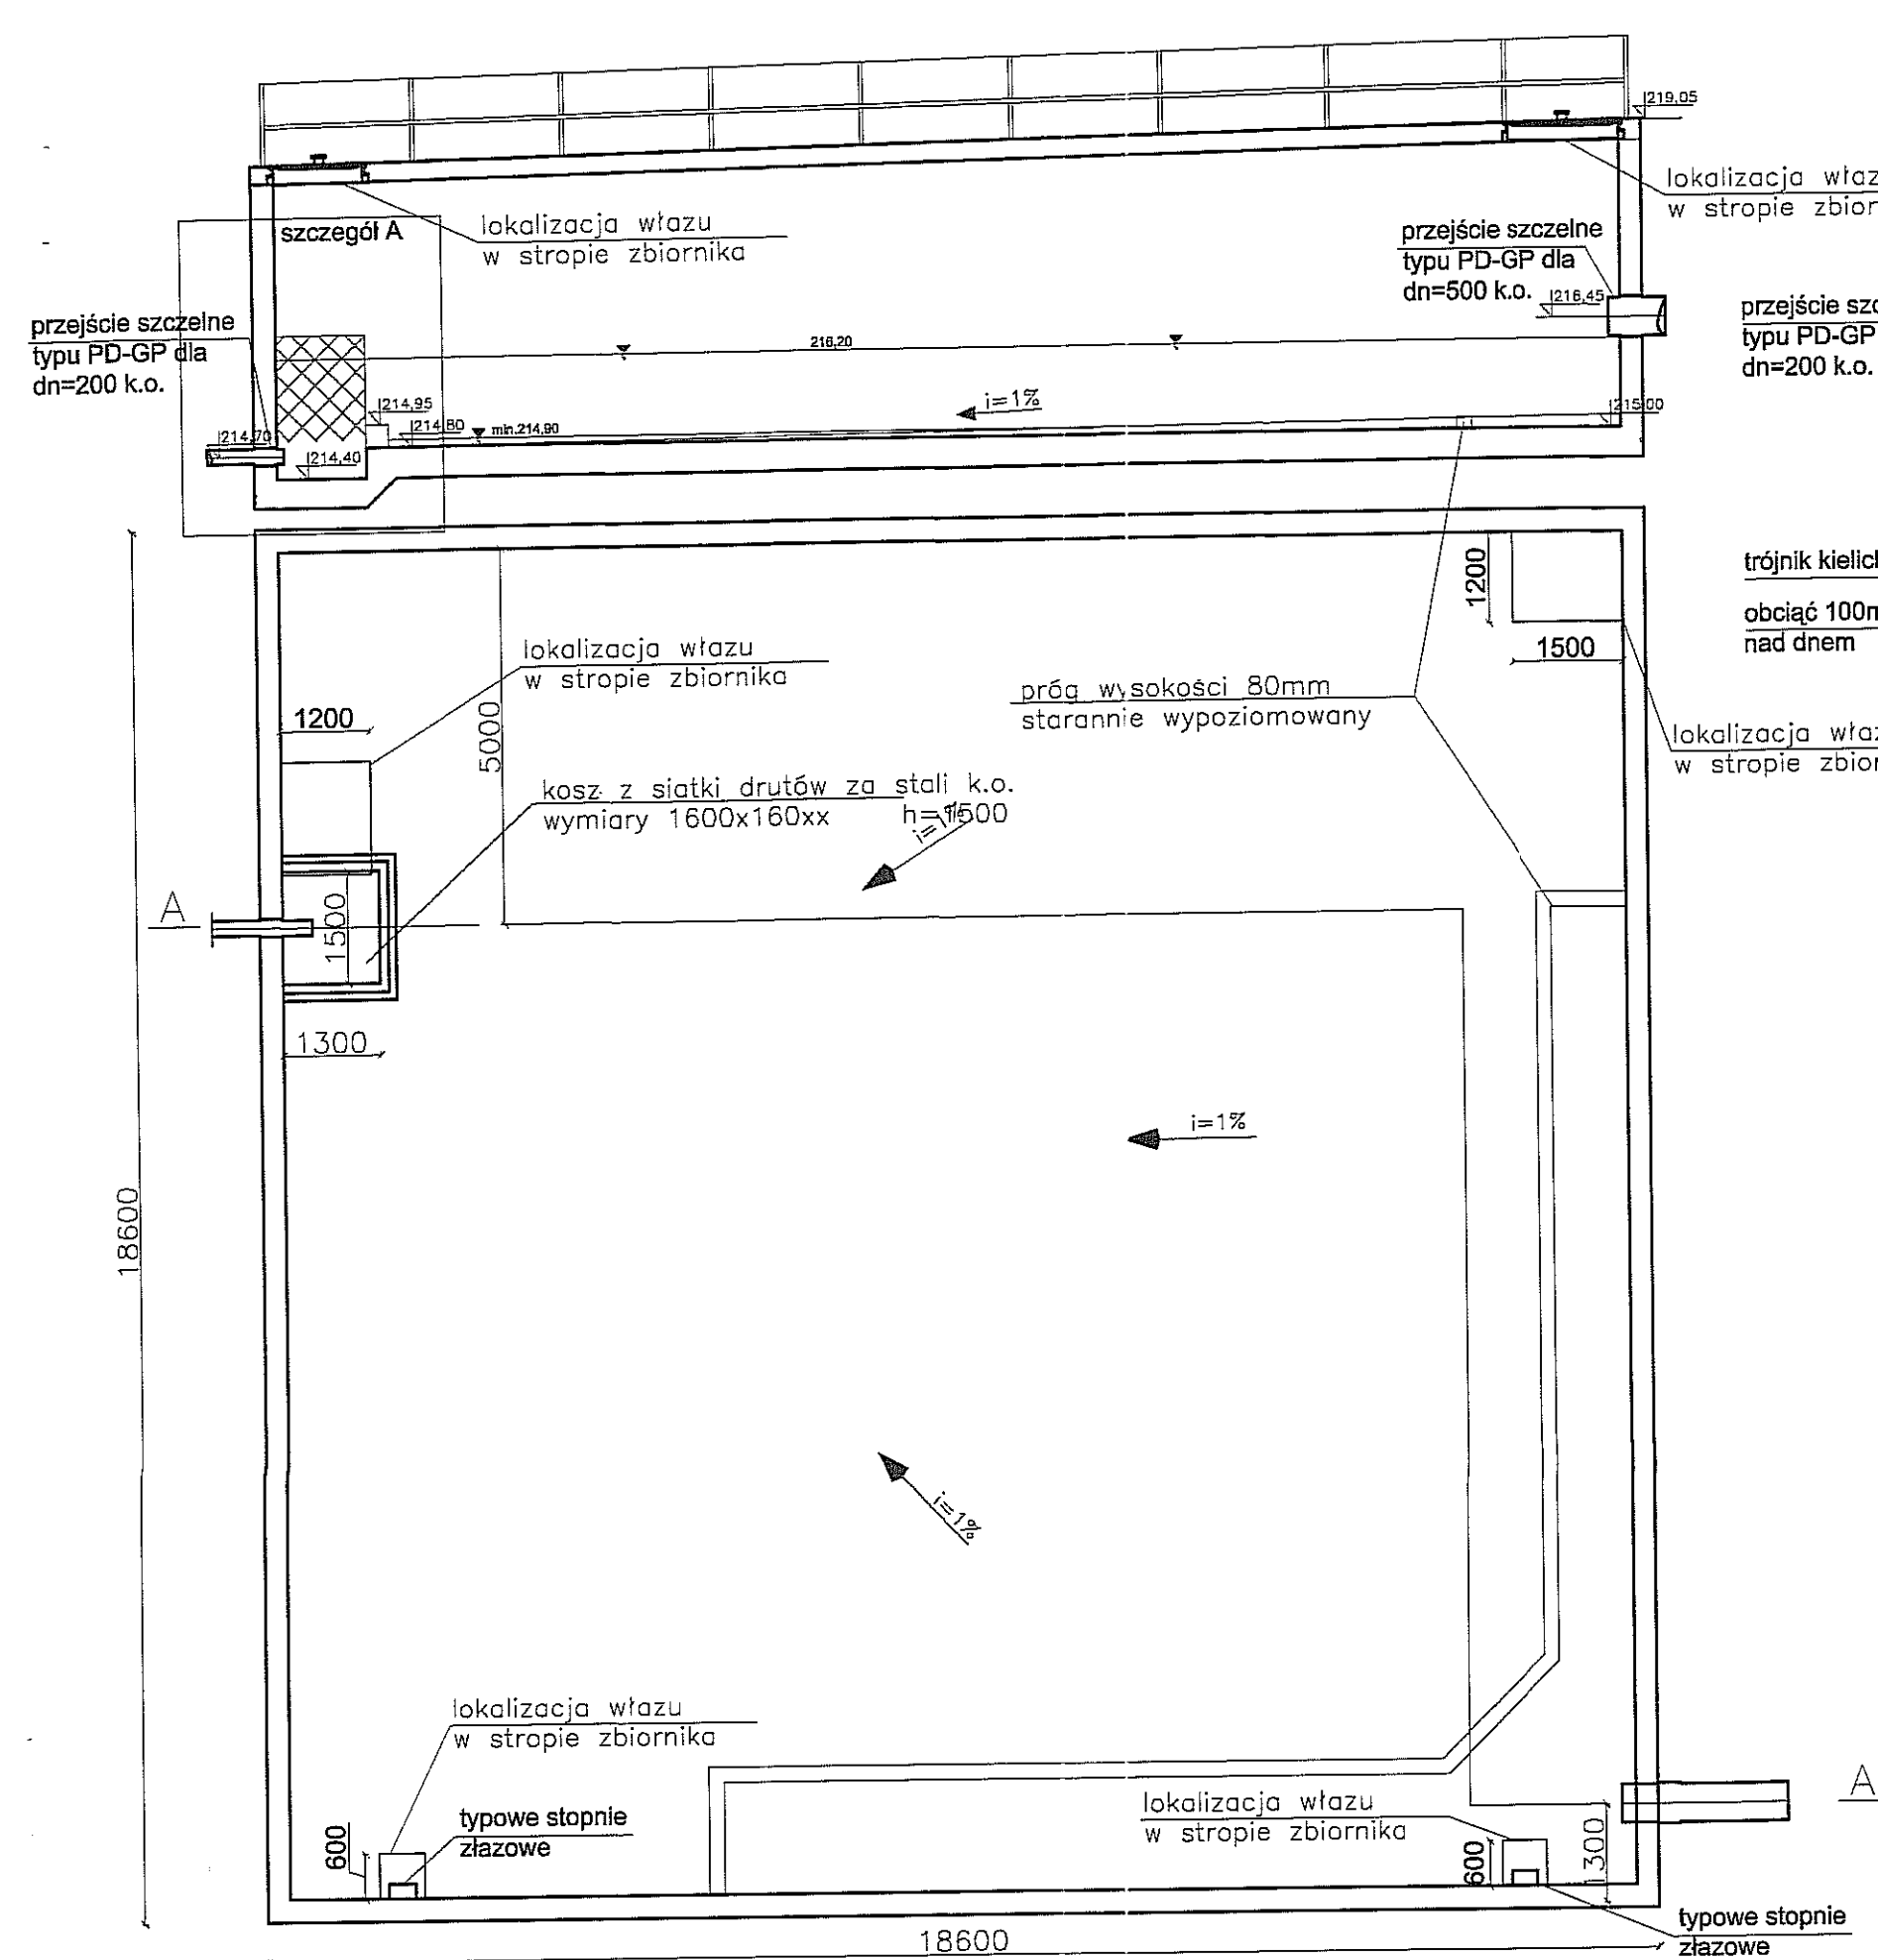 219,05
lokalizacja właz
w stropie zbior
szczegół A
lokalizacja włazu
w stropie zbiornika
przejście szczelne
typu PD-GP dla
dn=500 k.o.
216,45
przejście szczelne
typu PD-GP dla
dn=200 k.o.
przejście szc
typu PD-GP
dn=200 k.o.
216,20
i=1%
214,95
214,80
min.214,90
215,00
214,70
214,40
1200
1500
trójnik kielich
obciąć 100m
nad dnem
lokalizacja włazu
w stropie zbiornika
1200
5000
próg wysokości 80mm
starannie wypoziomowany
lokalizacja właz
w stropie zbior
kosz z siatki drutów za stali k.o.
wymiary 1600x160xx h=1500
i=1%
A
1500
1300
i=1%
18600
i=1%
lokalizacja włazu
w stropie zbiornika
typowe stopnie
złazowe
600
lokalizacja włazu
w stropie zbiornika
600
1300
A
typowe stopnie
złazowe
18600